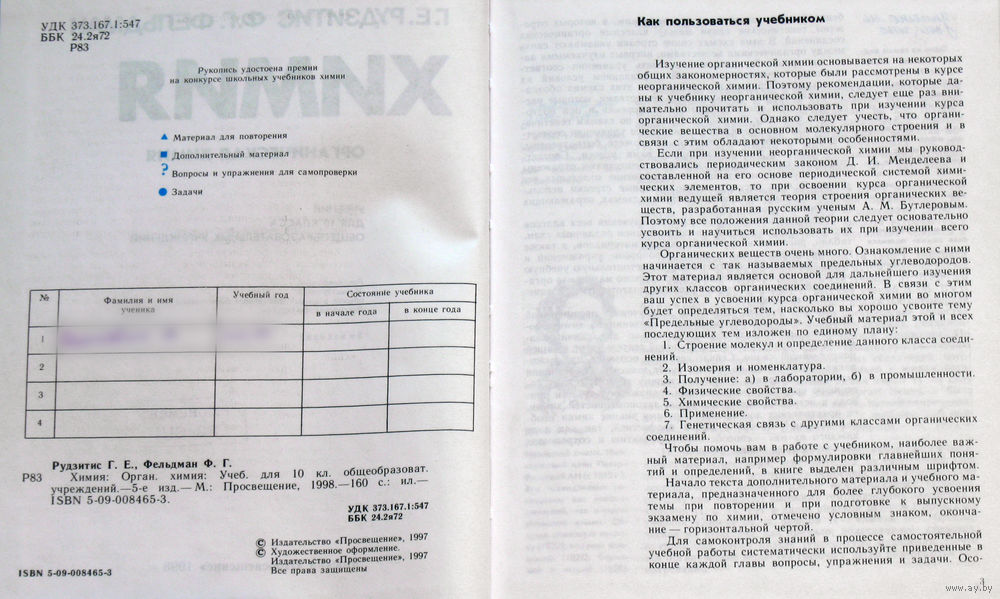 УДК 373.167.1:547
ББК 24.2я72
Р83
Рукопись удостоена премии
на конкурсе школьных учебников химии
Материал для повторения
Дополнительный материал
? Вопросы и упражнения для самопроверки
Задачи
№ Фамилия и имя ученика Учебный год Состояние учебника
в начале года в конце года
1
2
3
4
Рудзитис Г. Е., Фельдман Ф. Г.
Р83 Химия: Орган. химия: Учеб. для 10 кл. общеобразоват.
учреждений.—5-е изд.— М.: Просвещение, 1998.—160 с.: ил.—
ISBN 5-09-008465-3.
УДК 373.167.1:547
ББК 24.2я72
© Издательство «Просвещение», 1997
© Художественное оформление.
Издательство «Просвещение», 1997
Все права защищены
ISBN 5-09-008465-3
Как пользоваться учебником
Изучение органической химии основывается на некоторых
общих закономерностях, которые были рассмотрены в курсе
неорганической химии. Поэтому рекомендации, которые да-
ны к учебнику неорганической химии, следует еще раз вни-
мательно прочитать и использовать при изучении курса
органической химии. Однако следует учесть, что органи-
ческие вещества в основном молекулярного строения и в
связи с этим обладают некоторыми особенностями.
Если при изучении неорганической химии мы руковод-
ствовались периодическим законом Д. И. Менделеева и
составленной на его основе периодической системой хими-
ческих элементов, то при освоении курса органической
химии ведущей является теория строения органических ве-
ществ, разработанная русским ученым А. М. Бутлеровым.
Поэтому все положения данной теории следует основательно
усвоить и научиться использовать их при изучении всего
курса органической химии.
Органических веществ очень много. Ознакомление с ними
начинается с так называемых предельных углеводородов.
Этот материал является основой для дальнейшего изучения
других классов органических соединений. В связи с этим
ваш успех в усвоении курса органической химии во многом
будет определяться тем, насколько вы хорошо усвоите тему
«Предельные углеводороды». Учебный материал этой и всех
последующих тем изложен по единому плану:
1. Строение молекул и определение данного класса соеди-
нений.
2. Изомерия и номенклатура.
3. Получение: а) в лаборатории, б) в промышленности.
4. Физические свойства.
5. Химические свойства.
6. Применение.
7. Генетическая связь с другими классами органических
соединений.
Чтобы помочь вам в работе с учебником, наиболее важ-
ный материал, например формулировки главнейших поня-
тий и определений, в книге выделен различным шрифтом.
Начало текста дополнительного материала и учебного ма-
териала, предназначенного для более глубокого усвоения
темы при повторении и при подготовке к выпускному
экзамену по химии, отмечено условным знаком, оконча-
ние — горизонтальной чертой.
Для самоконтроля знаний в процессе самостоятельной
учебной работы систематически используйте приведенные в
конце каждой главы вопросы, упражнения и задачи. Осо-
3
www.ay.by